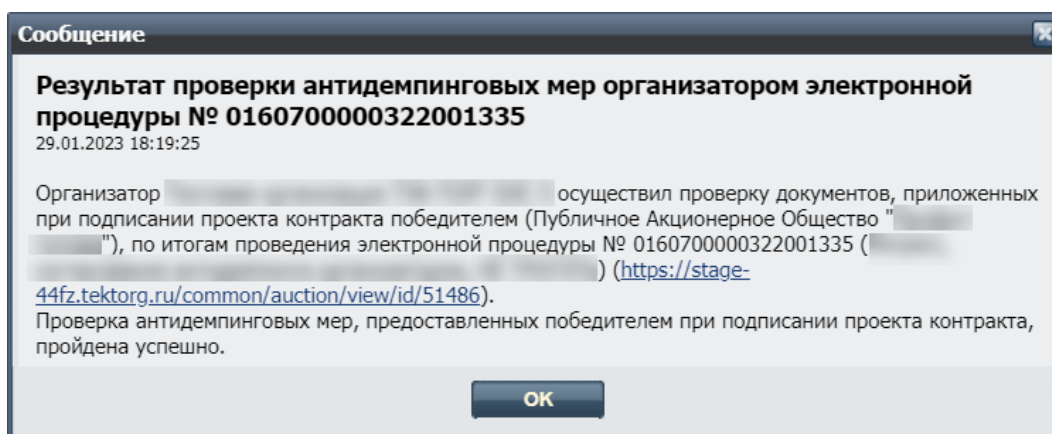 Сообщение
Результат проверки антидемпинговых мер организатором электронной
процедуры № 0160700000322001335
29.01.2023 18:19:25
Организатор осуществил проверку документов, приложенных
при подписании проекта контракта победителем (Публичное Акционерное Общество "
"), по итогам проведения электронной процедуры № 0160700000322001335 (
) (https://stage-
44fz.tektorg.ru/common/auction/view/id/51486).
Проверка антидемпинговых мер, предоставленных победителем при подписании проекта контракта,
пройдена успешно.
ОК